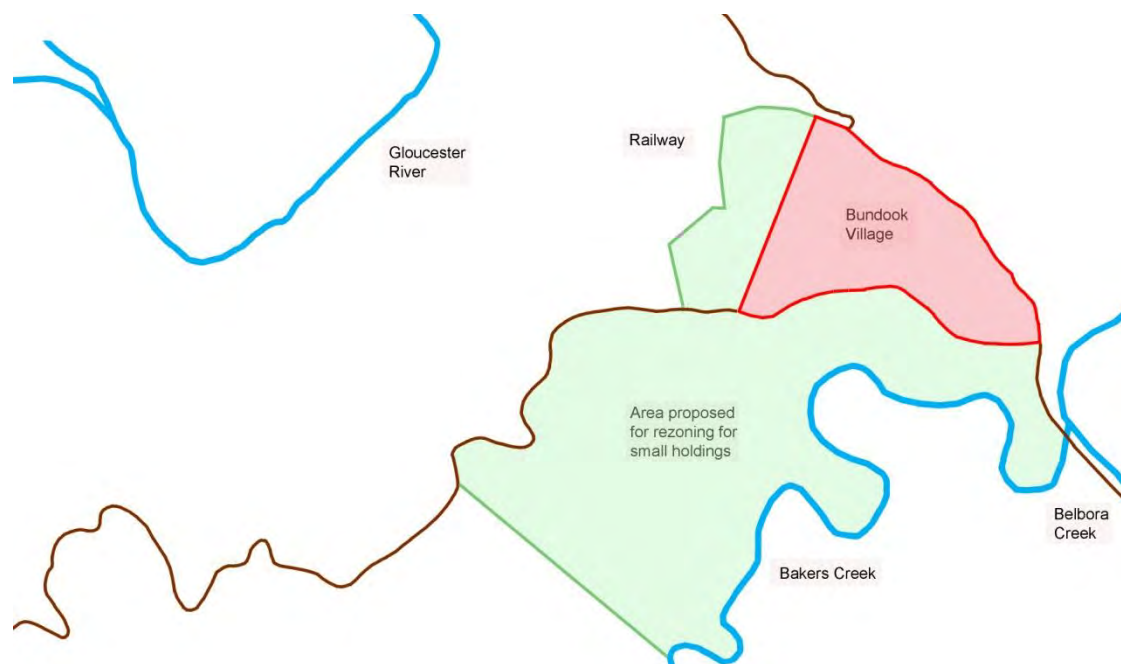 Railway
Gloucester
River
Bundook
Village
Area proposed
for rezoning for
small holdings
Belbora
Creek
Bakers Creek